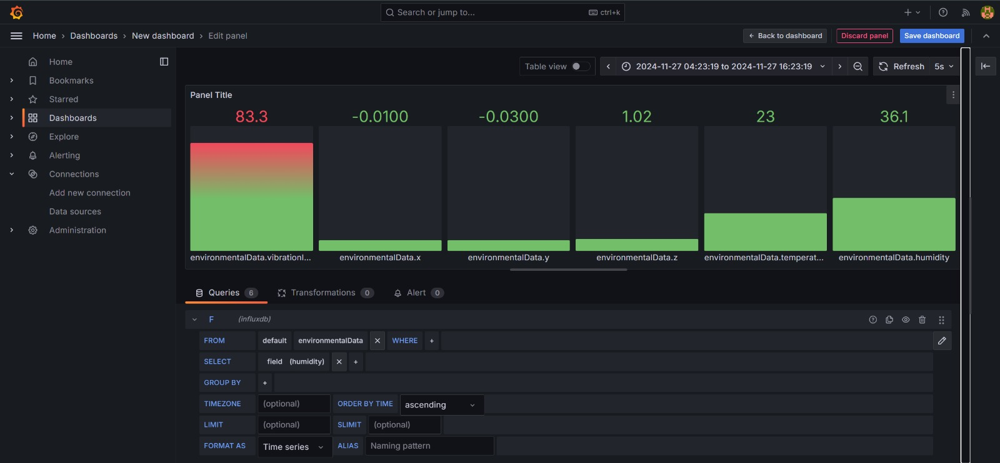 Search or jump to...
ctrl+k
Home › Dashboards › New dashboard › Edit panel
Back to dashboard
Discard panel
Save dashboard
Home
Bookmarks
Starred
Dashboards
Explore
Alerting
Connections
Add new connection
Data sources
Administration
Table view
2024-11-27 04:23:19 to 2024-11-27 16:23:19
Refresh
5s
Panel Title
83.3
-0.0100
-0.0300
1.02
23
36.1
environmentalData.vibrationI...
environmentalData.x
environmentalData.y
environmentalData.z
environmentalData.temperat...
environmentalData.humidity
Queries 6
Transformations 0
Alert 0
F (influxdb)
FROM default environmentalData WHERE +
SELECT field (humidity) +
GROUP BY +
TIMEZONE (optional) ORDER BY TIME ascending
LIMIT (optional) SLIMIT (optional)
FORMAT AS Time series ALIAS Naming pattern